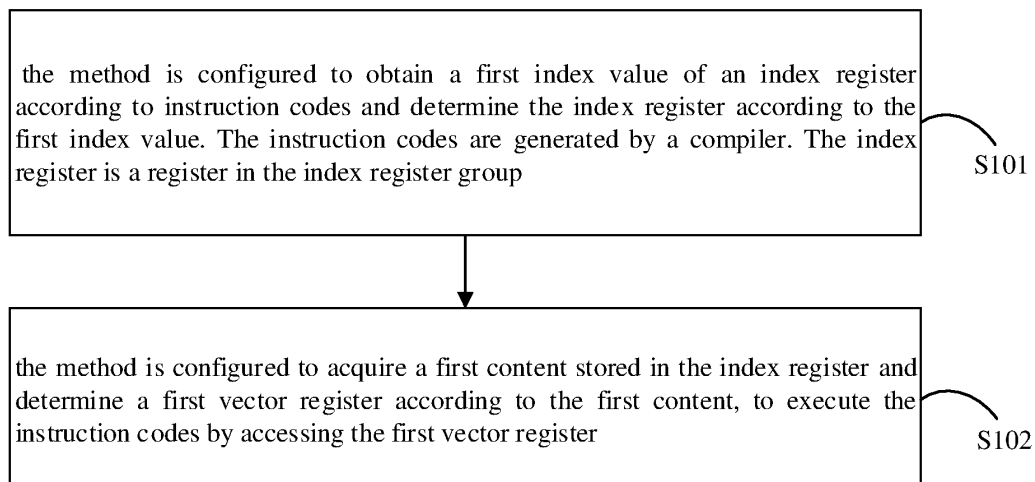 the method is configured to obtain a first index value of an index register
according to instruction codes and determine the index register according to the
first index value. The instruction codes are generated by a compiler. The index
register is a register in the index register group
S101
the method is configured to acquire a first content stored in the index register and
determine a first vector register according to the first content, to execute the
instruction codes by accessing the first vector register
S102